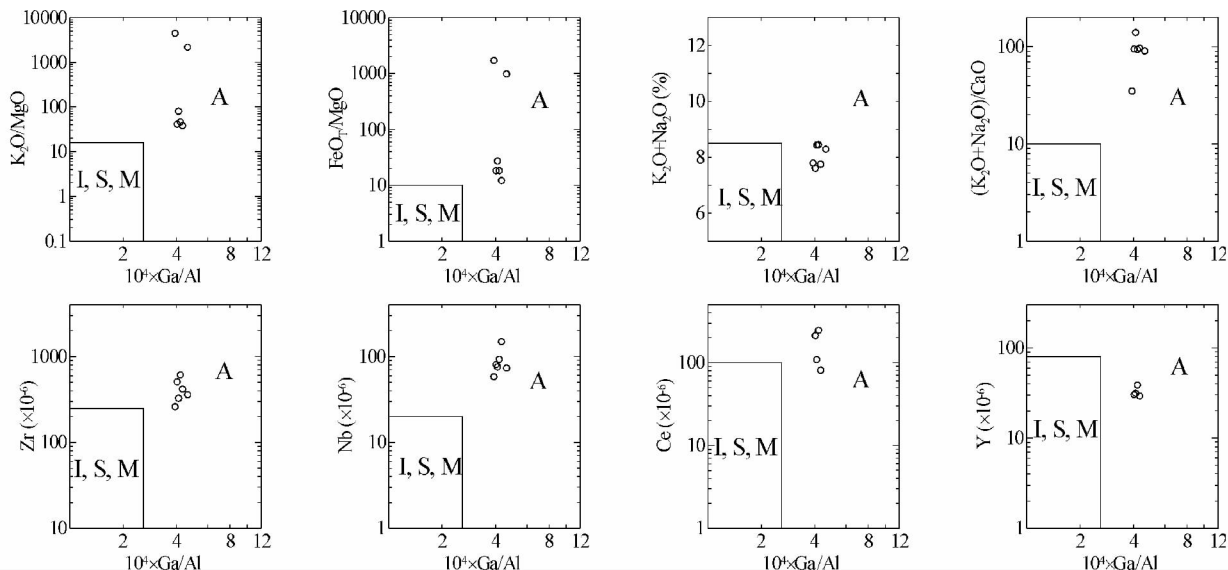 10000
1000
100
10
1
0.1
K₂O/MgO
A
I, S, M
2 4 8 12
10⁴×Ga/Al
10000
1000
100
10
1
FeO_T/MgO
A
I, S, M
2 4 8 12
10⁴×Ga/Al
12
10
8
6
K₂O+Na₂O (%)
A
I, S, M
2 4 8 12
10⁴×Ga/Al
100
10
1
(K₂O+Na₂O)/CaO
A
I, S, M
2 4 8 12
10⁴×Ga/Al
1000
100
10
Zr (×10⁻⁶)
A
I, S, M
2 4 8 12
10⁴×Ga/Al
100
10
1
Nb (×10⁻⁶)
A
I, S, M
2 4 8 12
10⁴×Ga/Al
100
10
1
Ce (×10⁻⁶)
A
I, S, M
2 4 8 12
10⁴×Ga/Al
100
10
1
Y (×10⁻⁶)
A
I, S, M
2 4 8 12
10⁴×Ga/Al